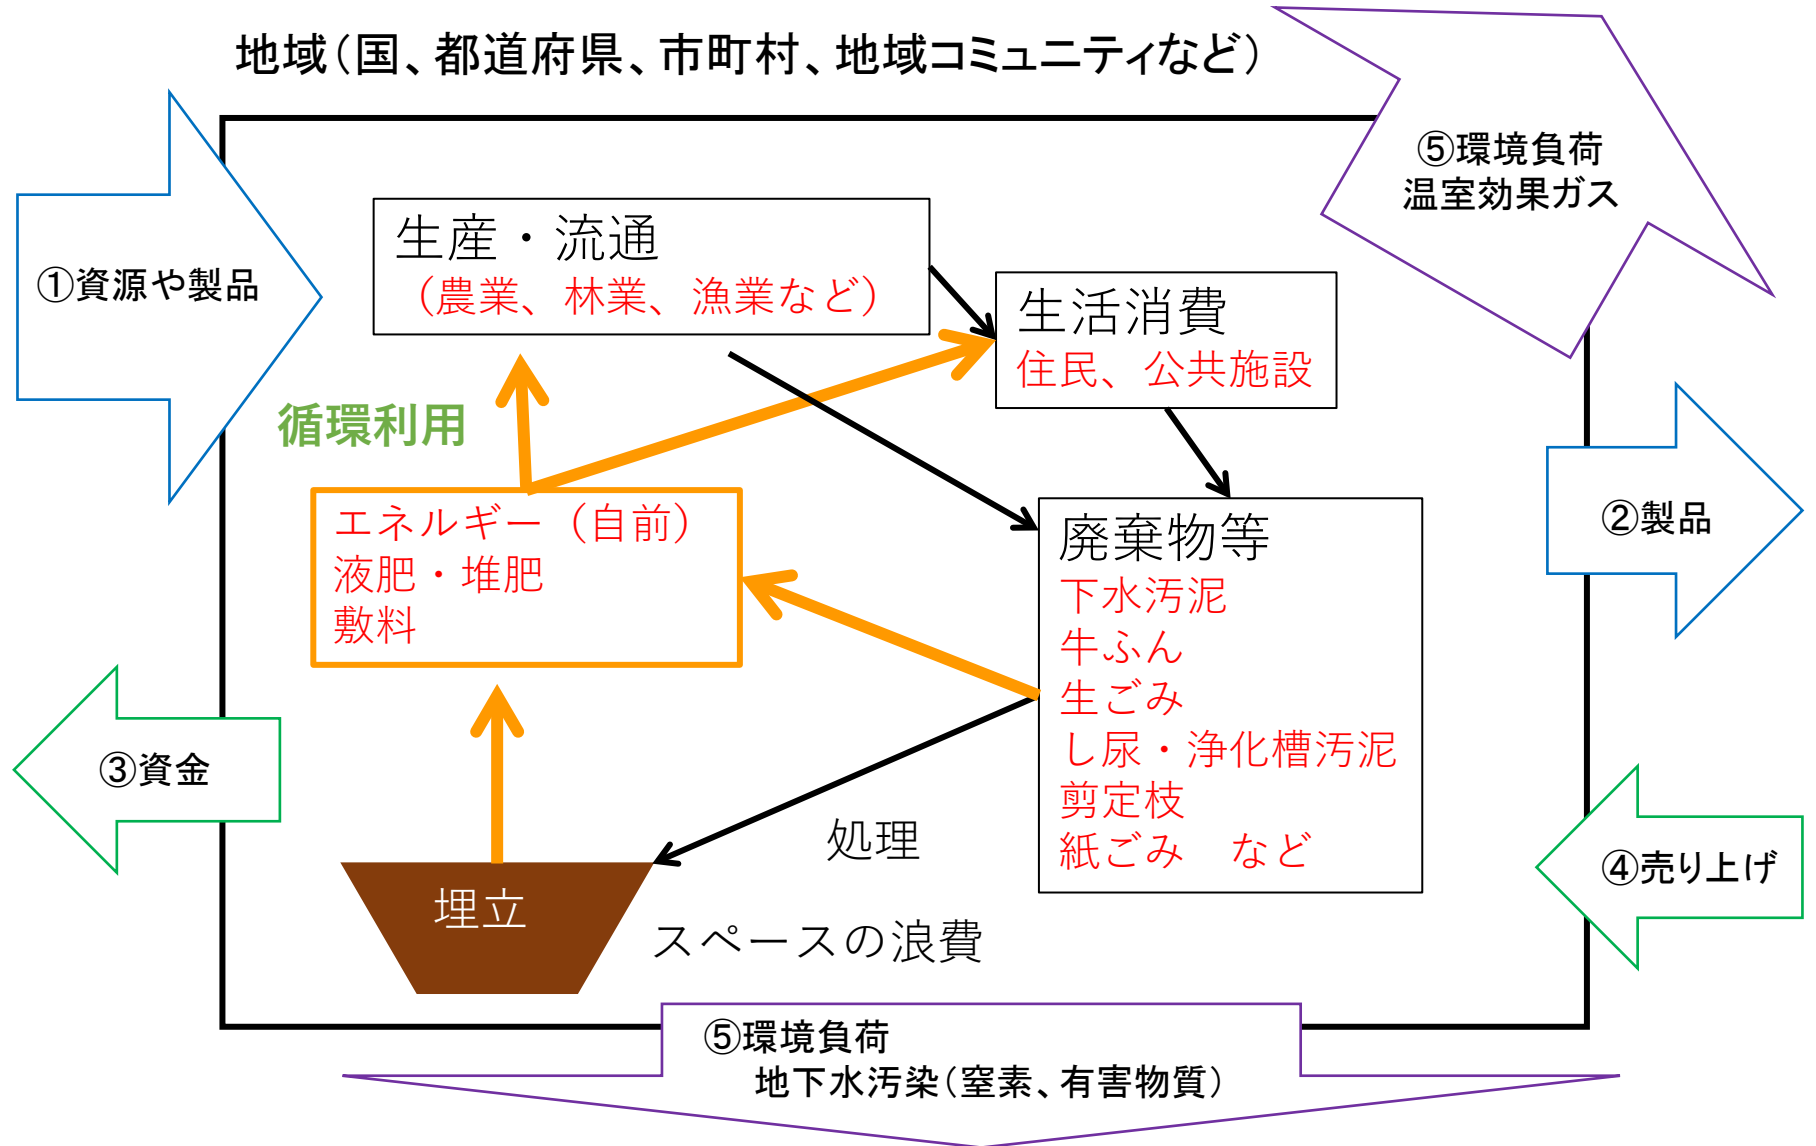 地域（国、都道府県、市町村、地域コミュニティなど）
⑤環境負荷
温室効果ガス
①資源や製品
生産・流通
（農業、林業、漁業など）
生活消費
住民、公共施設
循環利用
エネルギー（自前）
液肥・堆肥
敷料
廃棄物等
下水汚泥
牛ふん
生ごみ
し尿・浄化槽汚泥
剪定枝
紙ごみ　など
②製品
③資金
④売り上げ
処理
埋立
スペースの浪費
⑤環境負荷
地下水汚染（窒素、有害物質）